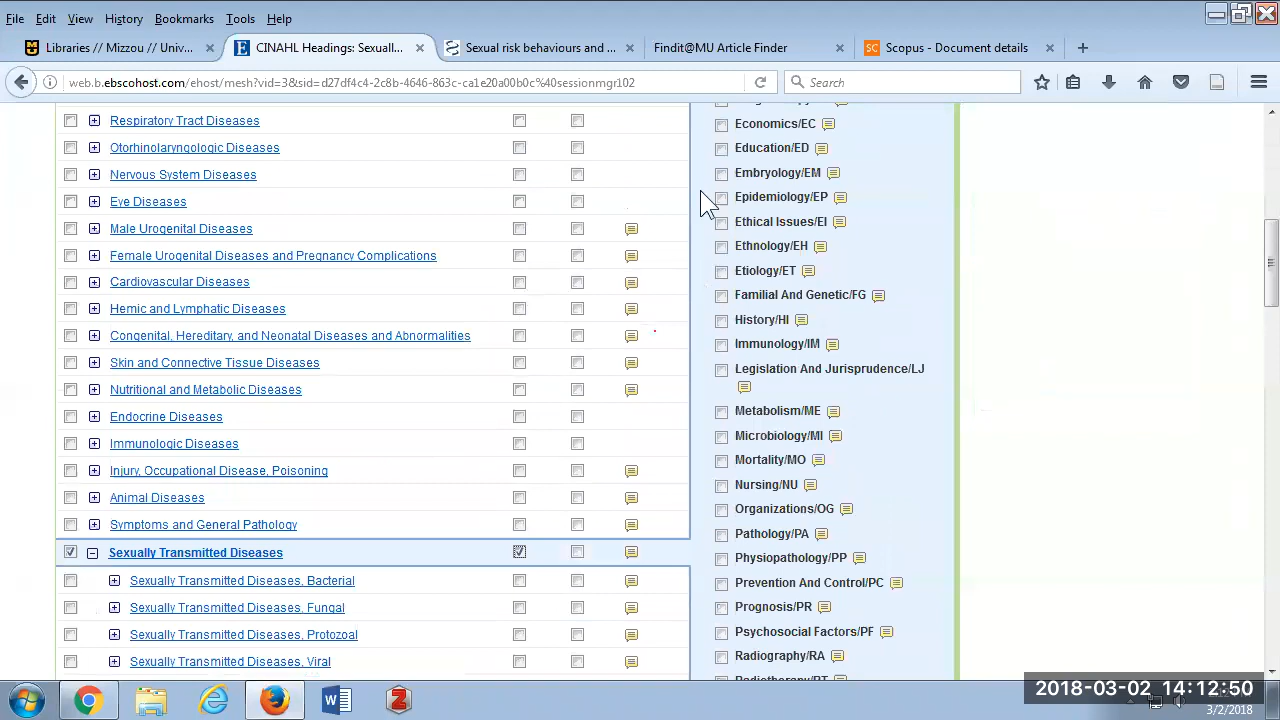 File Edit View History Bookmarks Tools Help
Libraries // Mizzou // Univ...
CINAHL Headings: Sexuall...
Sexual risk behaviours and ...
Findit@MU Article Finder
Scopus - Document details
web.b.ebscohost.com/ehost/mesh?vid=3&sid=d27df4c4-2c8b-4646-863c-ca1e20a00b0c%40sessionmgr102
Search
Respiratory Tract Diseases
Otorhinolaryngologic Diseases
Nervous System Diseases
Eye Diseases
Male Urogenital Diseases
Female Urogenital Diseases and Pregnancy Complications
Cardiovascular Diseases
Hemic and Lymphatic Diseases
Congenital, Hereditary, and Neonatal Diseases and Abnormalities
Skin and Connective Tissue Diseases
Nutritional and Metabolic Diseases
Endocrine Diseases
Immunologic Diseases
Injury, Occupational Disease, Poisoning
Animal Diseases
Symptoms and General Pathology
Sexually Transmitted Diseases
Sexually Transmitted Diseases, Bacterial
Sexually Transmitted Diseases, Fungal
Sexually Transmitted Diseases, Protozoal
Sexually Transmitted Diseases, Viral
Economics/EC
Education/ED
Embryology/EM
Epidemiology/EP
Ethical Issues/EI
Ethnology/EH
Etiology/ET
Familial And Genetic/FG
History/HI
Immunology/IM
Legislation And Jurisprudence/LJ
Metabolism/ME
Microbiology/MI
Mortality/MO
Nursing/NU
Organizations/OG
Pathology/PA
Physiopathology/PP
Prevention And Control/PC
Prognosis/PR
Psychosocial Factors/PF
Radiography/RA
Radiotherapy/RT
2018-03-02 14:12:50
3/2/2018